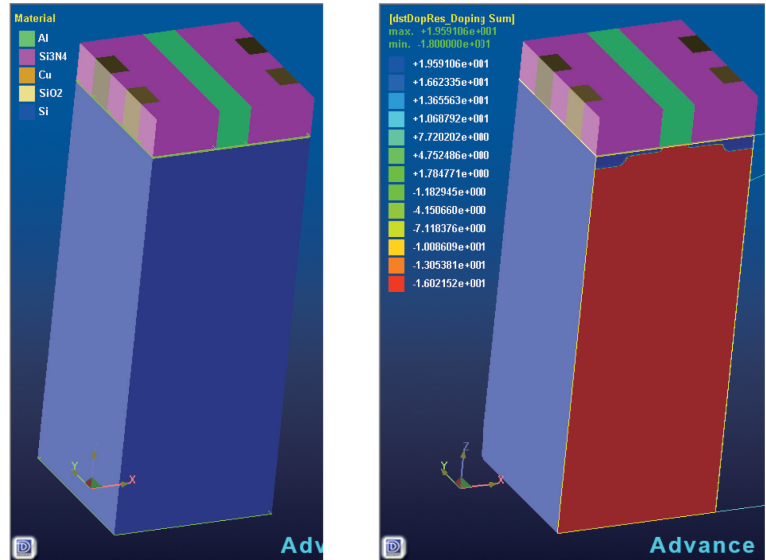 Material
Al
Si3N4
Cu
SiO2
Si
Y
X
Adv
[dstDopRes_Doping Sum]
max. +1.959106e+001
min. -1.800000e+001
+1.959106e+001
+1.662335e+001
+1.365563e+001
+1.068792e+001
+7.720202e+000
+4.752486e+000
+1.784771e+000
-1.182945e+000
-4.150660e+000
-7.118376e+000
-1.008609e+001
-1.305381e+001
-1.602152e+001
Z
Y
X
Advance